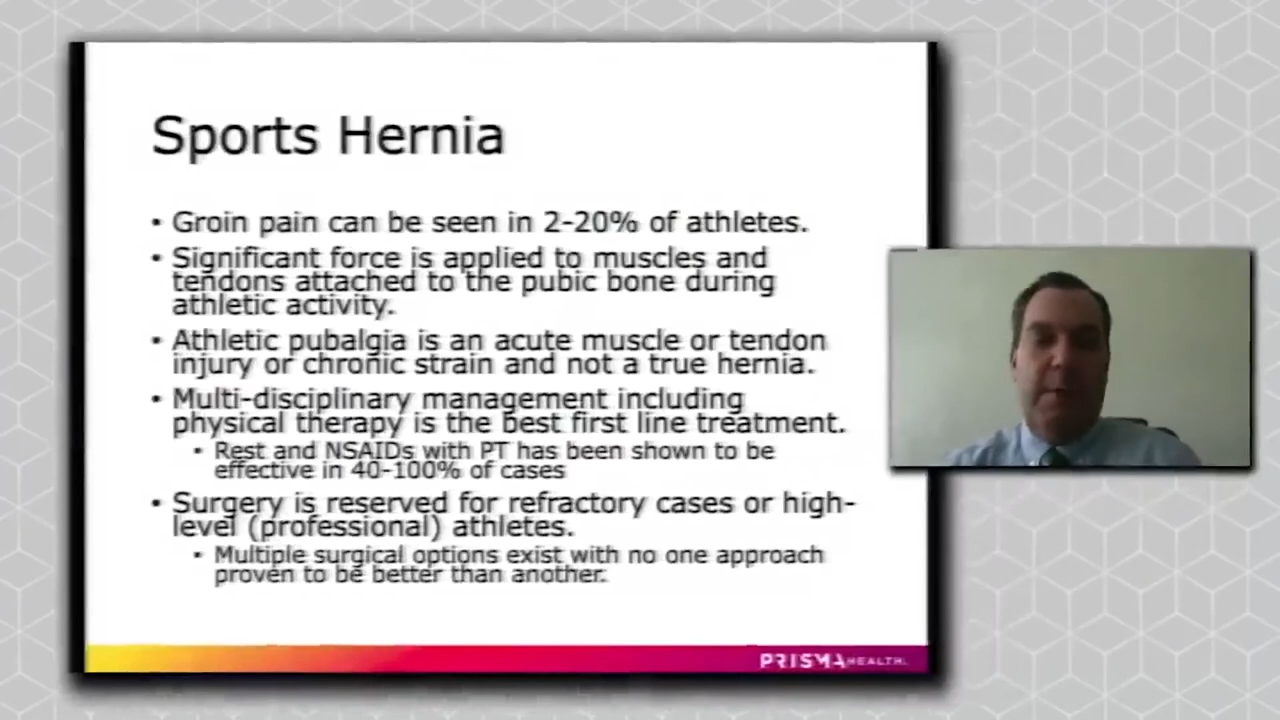 Sports Hernia
• Groin pain can be seen in 2-20% of athletes.
• Significant force is applied to muscles and
tendons attached to the pubic bone during
athletic activity.
• Athletic pubalgia is an acute muscle or tendon
injury or chronic strain and not a true hernia.
• Multi-disciplinary management including
physical therapy is the best first line treatment.
• Rest and NSAIDs with PT has been shown to be
effective in 40-100% of cases
• Surgery is reserved for refractory cases or high-
level (professional) athletes.
• Multiple surgical options exist with no one approach
proven to be better than another.
PRISMA HEALTH.